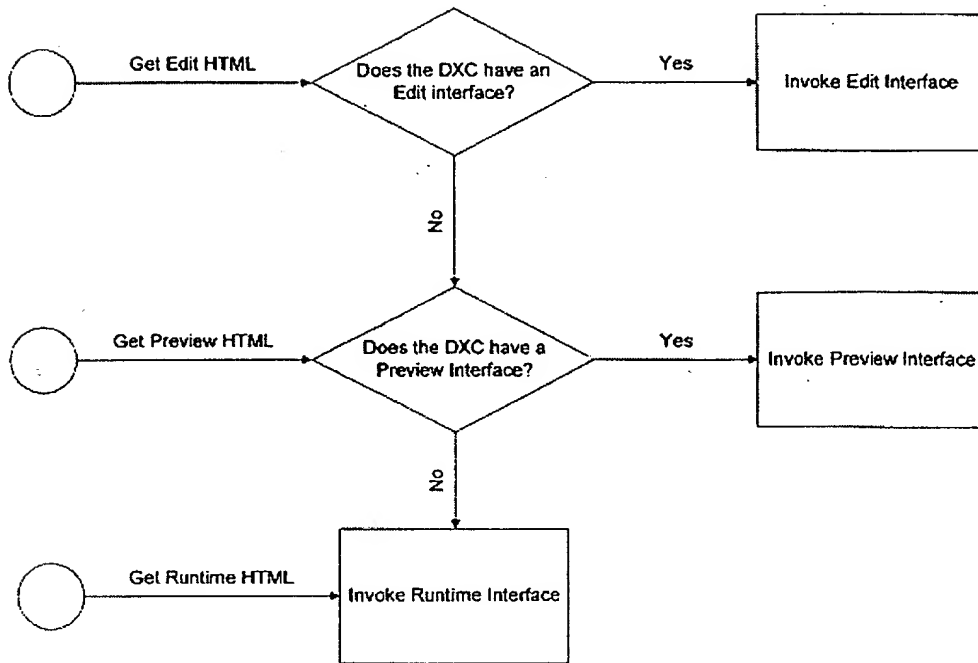 Get Edit HTML
Does the DXC have an
Edit interface?
Yes
Invoke Edit Interface
No
Get Preview HTML
Does the DXC have a
Preview Interface?
Yes
Invoke Preview Interface
No
Get Runtime HTML
Invoke Runtime Interface